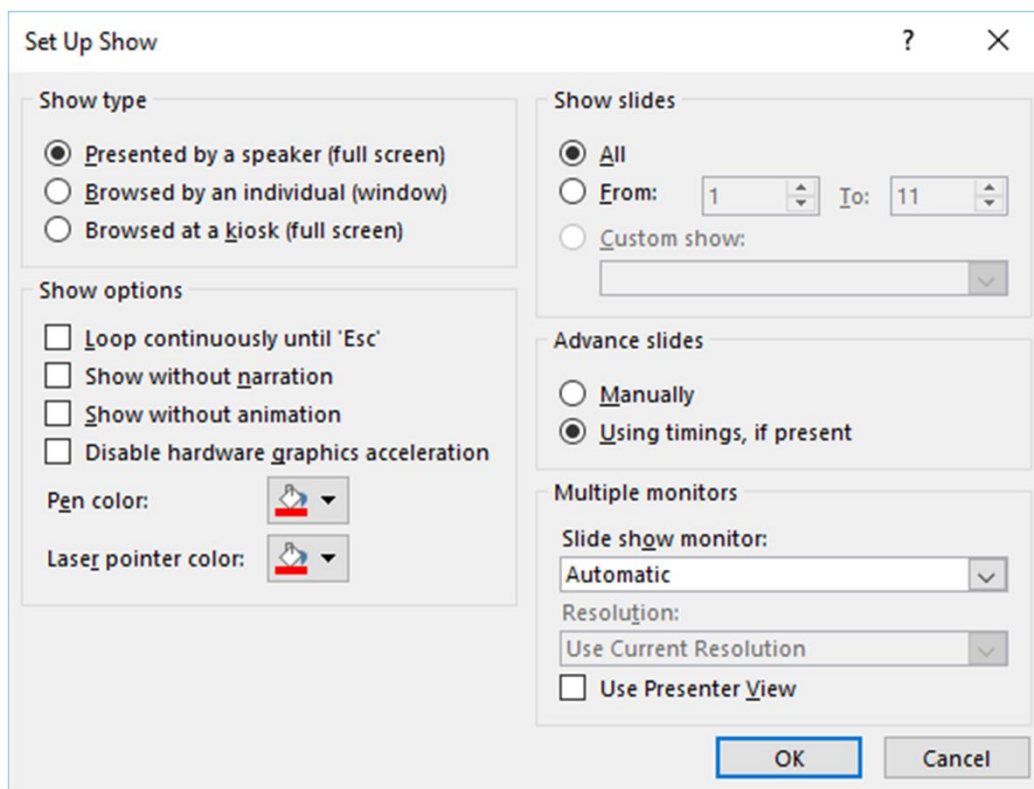 Set Up Show ?
Show type
Presented by a speaker (full screen)
Browsed by an individual (window)
Browsed at a kiosk (full screen)
Show options
Loop continuously until 'Esc'
Show without narration
Show without animation
Disable hardware graphics acceleration
Pen color:
Laser pointer color:
Show slides
All
From: 1 To: 11
Custom show:
Advance slides
Manually
Using timings, if present
Multiple monitors
Slide show monitor:
Automatic
Resolution:
Use Current Resolution
Use Presenter View
OK Cancel